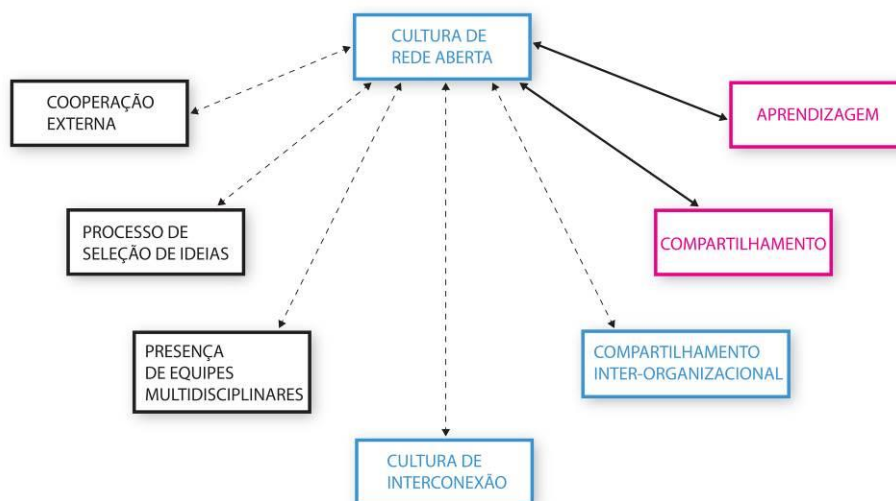 CULTURA DE
REDE ABERTA
COOPERAÇÃO
EXTERNA
APRENDIZAGEM
PROCESSO DE
SELEÇÃO DE IDEIAS
COMPARTILHAMENTO
PRESENÇA
DE EQUIPES
MULTIDISCIPLINARES
COMPARTILHAMENTO
INTER-ORGANIZACIONAL
CULTURA DE
INTERCONEXÃO